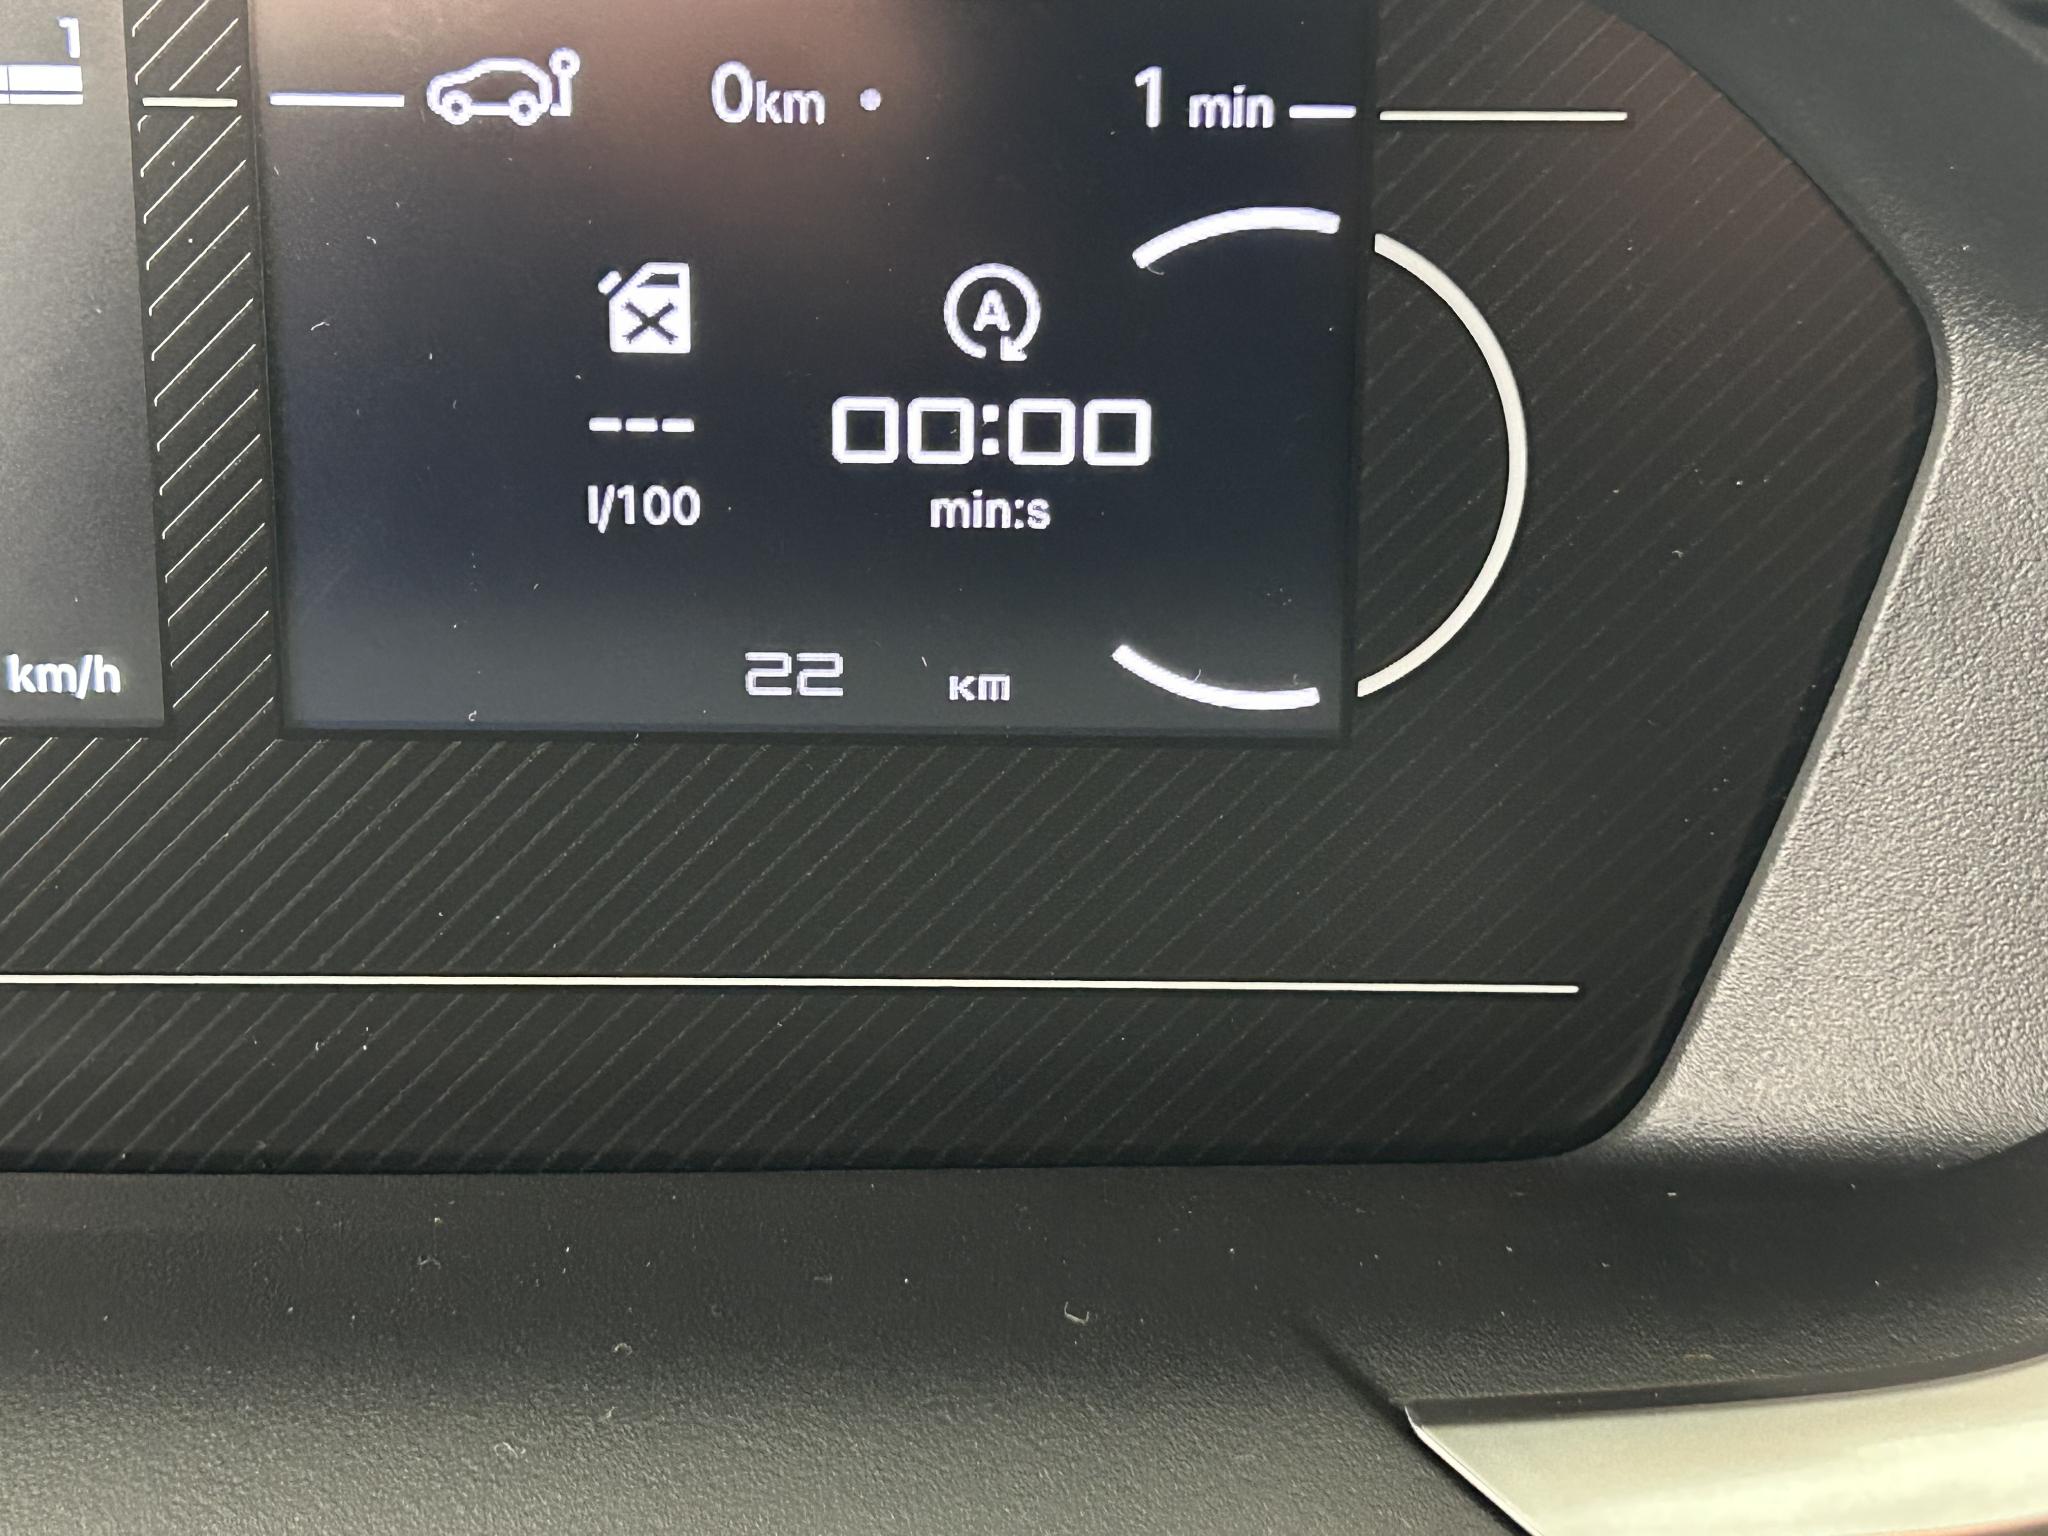 1
0km • 1 min
A
--- 00:00
l/100 min:s
km/h 22 KM